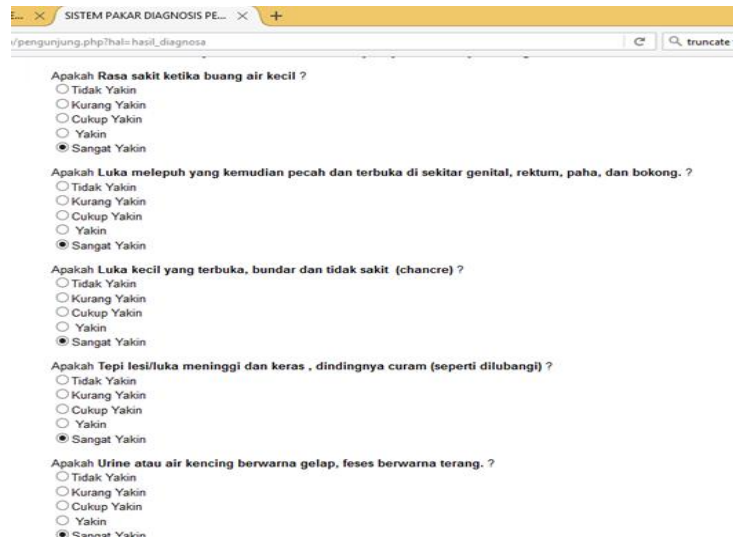 E...
SISTEM PAKAR DIAGNOSIS PE...
/pengunjung.php?hal=hasil_diagnosa
truncate
Apakah Rasa sakit ketika buang air kecil ?
Tidak Yakin
Kurang Yakin
Cukup Yakin
Yakin
Sangat Yakin
Apakah Luka melepuh yang kemudian pecah dan terbuka di sekitar genital, rektum, paha, dan bokong. ?
Tidak Yakin
Kurang Yakin
Cukup Yakin
Yakin
Sangat Yakin
Apakah Luka kecil yang terbuka, bundar dan tidak sakit (chancre) ?
Tidak Yakin
Kurang Yakin
Cukup Yakin
Yakin
Sangat Yakin
Apakah Tepi lesi/luka meninggi dan keras , dindingnya curam (seperti dilubangi) ?
Tidak Yakin
Kurang Yakin
Cukup Yakin
Yakin
Sangat Yakin
Apakah Urine atau air kencing berwarna gelap, feses berwarna terang. ?
Tidak Yakin
Kurang Yakin
Cukup Yakin
Yakin
Sangat Yakin